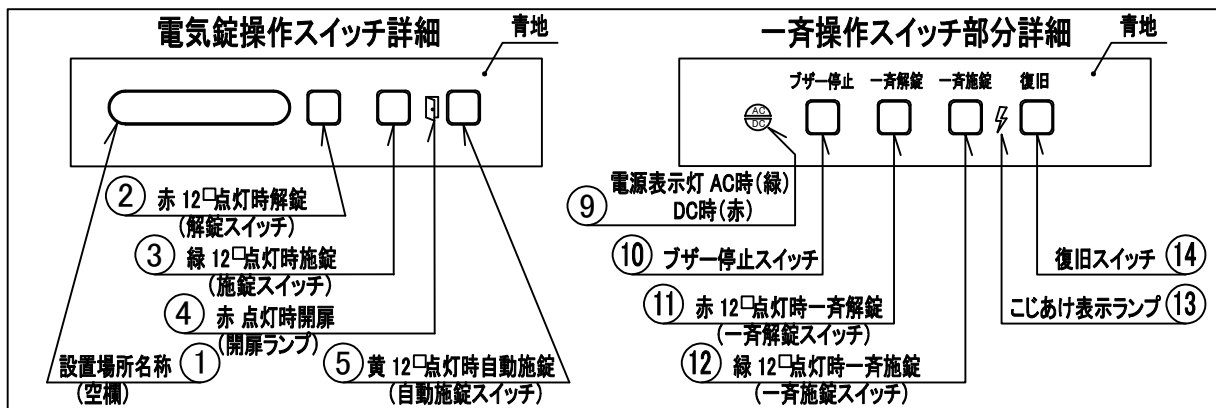 電気錠操作スイッチ詳細
青地
② 赤 12□点灯時解錠
(解錠スイッチ)
③ 緑 12□点灯時施錠
(施錠スイッチ)
④ 赤 点灯時開扉
(開扉ランプ)
設置場所名称 ①
(空欄)
⑤ 黄 12□点灯時自動施錠
(自動施錠スイッチ)
一斉操作スイッチ部分詳細
青地
ブザー停止 一斉解錠 一斉施錠 復旧
AC
DC
⑨ 電源表示灯 AC時(緑)
DC時(赤)
⑩ ブザー停止スイッチ
復旧スイッチ ⑭
⑪ 赤 12□点灯時一斉解錠
(一斉解錠スイッチ)
こじあけ表示ランプ ⑬
⑫ 緑 12□点灯時一斉施錠
(一斉施錠スイッチ)